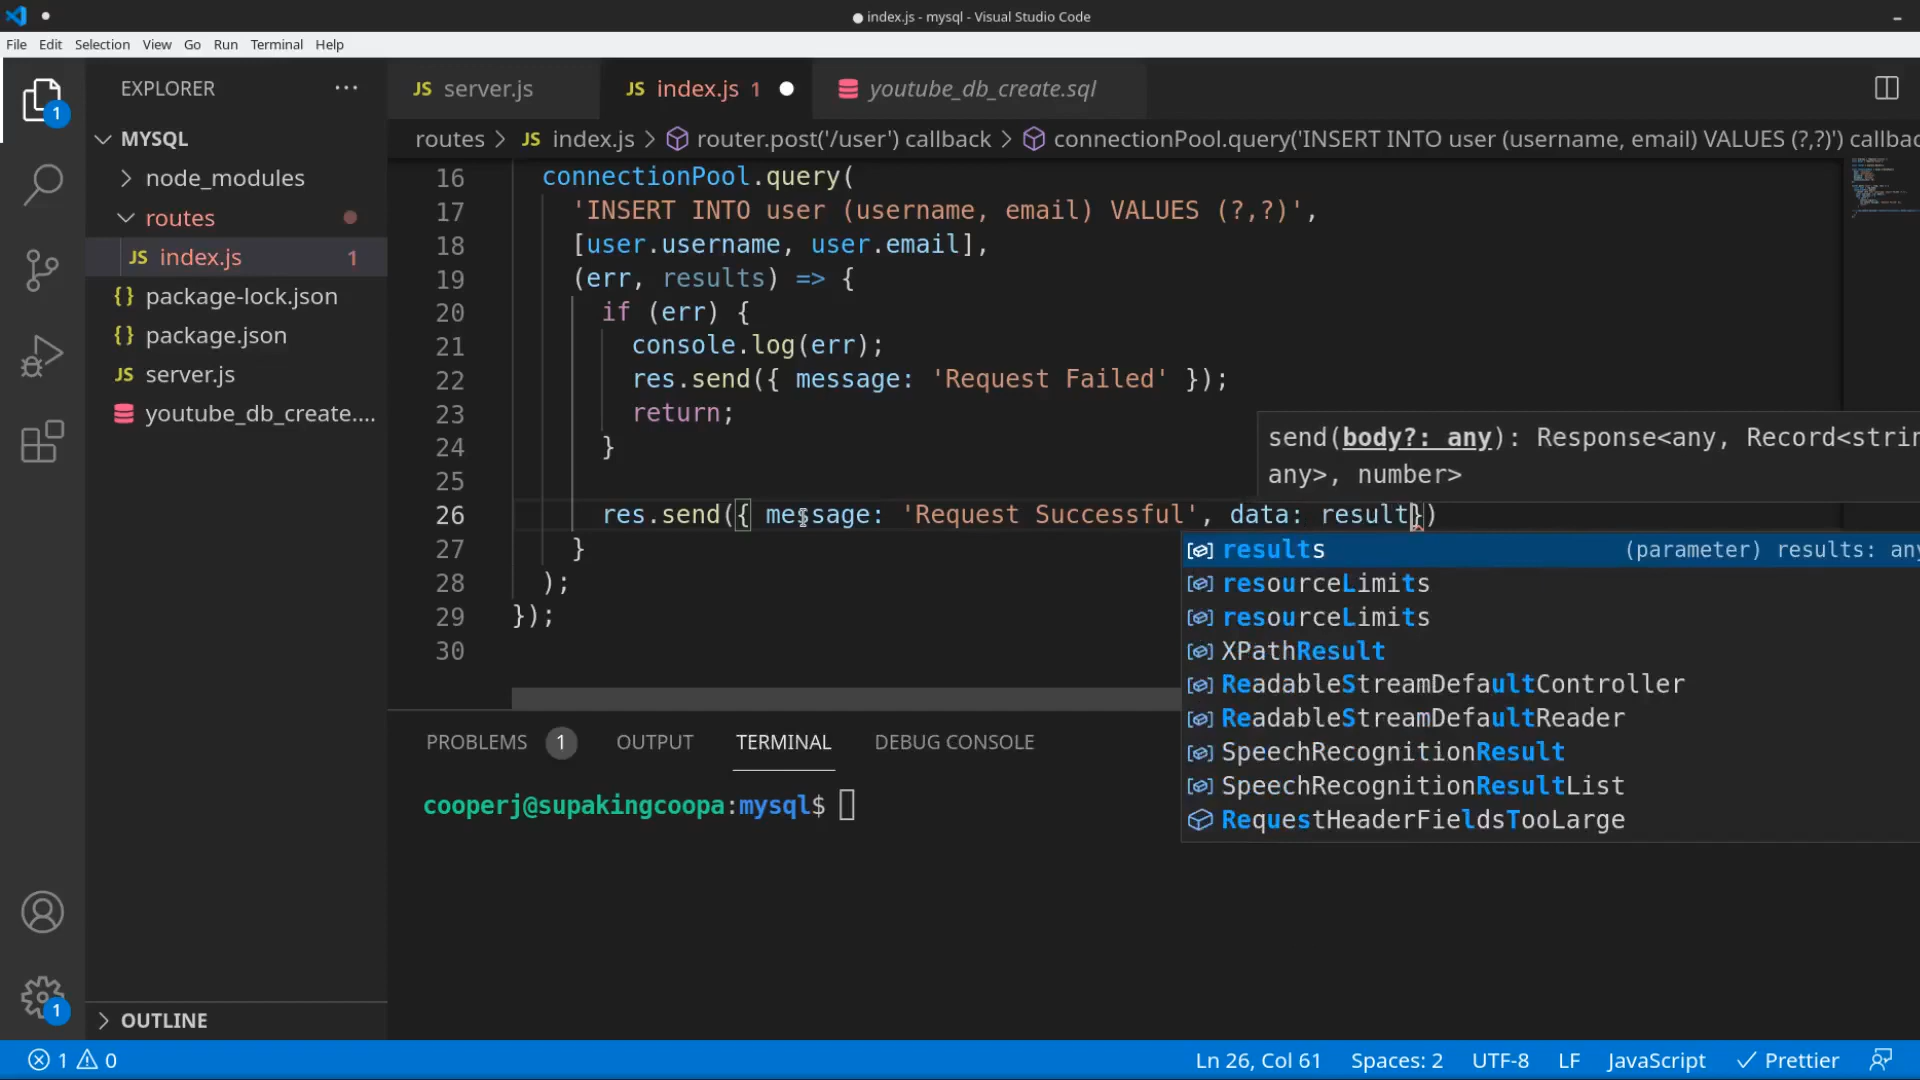 index.js - mysql - Visual Studio Code
File Edit Selection View Go Run Terminal Help
EXPLORER
MYSQL
node_modules
routes
JS index.js 1
{} package-lock.json
{} package.json
JS server.js
youtube_db_create....
OUTLINE
1
1
JS server.js
JS index.js 1
youtube_db_create.sql
routes > JS index.js > router.post('/user') callback > connectionPool.query('INSERT INTO user (username, email) VALUES (?,?)') callbac
16 connectionPool.query(
17 'INSERT INTO user (username, email) VALUES (?,?)',
18 [user.username, user.email],
19 (err, results) => {
20 if (err) {
21 console.log(err);
22 res.send({ message: 'Request Failed' });
23 return;
24 }
25
26 res.send({ message: 'Request Successful', data: result})
27 }
28 );
29 });
30
send(body?: any): Response<any, Record<strin
any>, number>
results (parameter) results: any
resourceLimits
resourceLimits
XPathResult
ReadableStreamDefaultController
ReadableStreamDefaultReader
SpeechRecognitionResult
SpeechRecognitionResultList
RequestHeaderFieldsTooLarge
PROBLEMS 1 OUTPUT TERMINAL DEBUG CONSOLE
cooperj@supakingcoopa:mysql$
1 0
Ln 26, Col 61 Spaces: 2 UTF-8 LF JavaScript Prettier